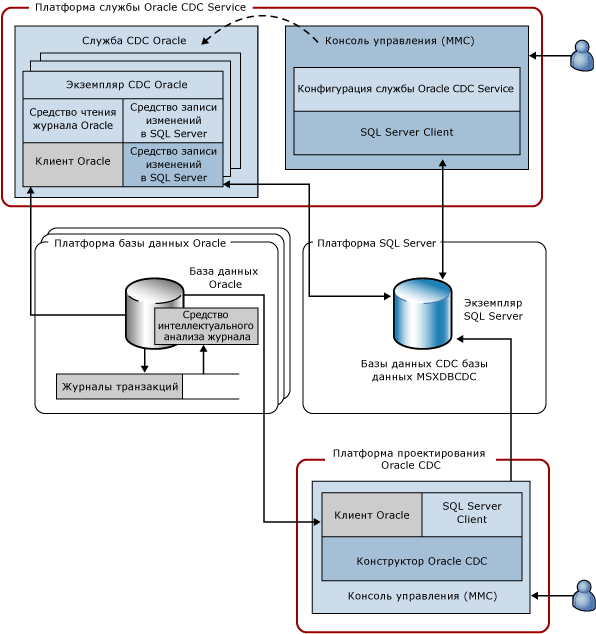 Платформа службы Oracle CDC Service
Служба CDC Oracle
Экземпляр CDC Oracle
Средство чтения
журнала Oracle
Средство записи
изменений
в SQL Server
Клиент Oracle
Средство записи
изменений
в SQL Server
Консоль управления (MMC)
Конфигурация службы Oracle CDC Service
SQL Server Client
Платформа базы данных Oracle
База данных
Oracle
Средство
интеллектуального
анализа журнала
Журналы транзакций
Платформа SQL Server
Экземпляр
SQL Server
Базы данных CDC базы
данных MSXDBCDC
Платформа проектирования
Oracle CDC
Клиент Oracle
SQL Server
Client
Конструктор Oracle CDC
Консоль управления (MMC)